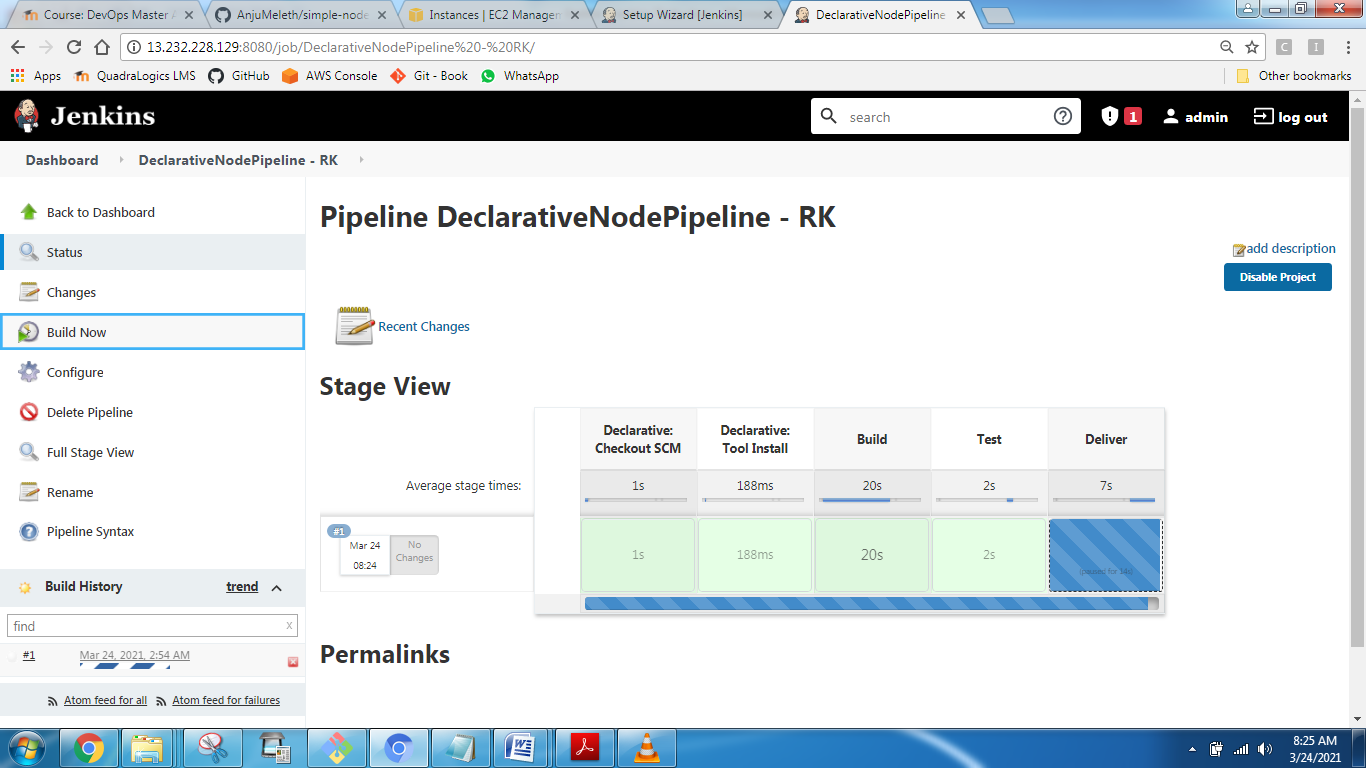 Course: DevOps Master A
AnjuMeleth/simple-node
Instances | EC2 Managem
Setup Wizard [Jenkins]
DeclarativeNodePipeline
13.232.228.129:8080/job/DeclarativeNodePipeline%20-%20RK/
Apps
QuadraLogics LMS
GitHub
AWS Console
Git - Book
WhatsApp
Other bookmarks
Jenkins
search
1
admin
log out
Dashboard
DeclarativeNodePipeline - RK
Back to Dashboard
Status
Changes
Build Now
Configure
Delete Pipeline
Full Stage View
Rename
Pipeline Syntax
Build History
trend
find
x
#1
Mar 24, 2021, 2:54 AM
Atom feed for all
Atom feed for failures
Pipeline DeclarativeNodePipeline - RK
add description
Disable Project
Recent Changes
Stage View
Declarative:
Checkout SCM
Declarative:
Tool Install
Build
Test
Deliver
Average stage times:
1s
188ms
20s
2s
7s
#1
Mar 24
08:24
No
Changes
1s
188ms
20s
2s
(paused for 14s)
Permalinks
8:25 AM
3/24/2021